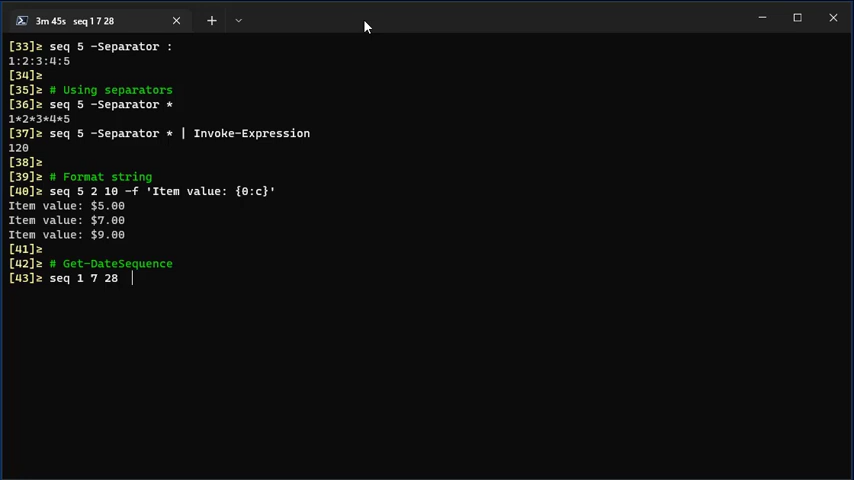 3m 45s seq 1 7 28
[33]≥ seq 5 -Separator :
1:2:3:4:5
[34]≥
[35]≥ # Using separators
[36]≥ seq 5 -Separator *
1*2*3*4*5
[37]≥ seq 5 -Separator * | Invoke-Expression
120
[38]≥
[39]≥ # Format string
[40]≥ seq 5 2 10 -f 'Item value: {0:c}'
Item value: $5.00
Item value: $7.00
Item value: $9.00
[41]≥
[42]≥ # Get-DateSequence
[43]≥ seq 1 7 28